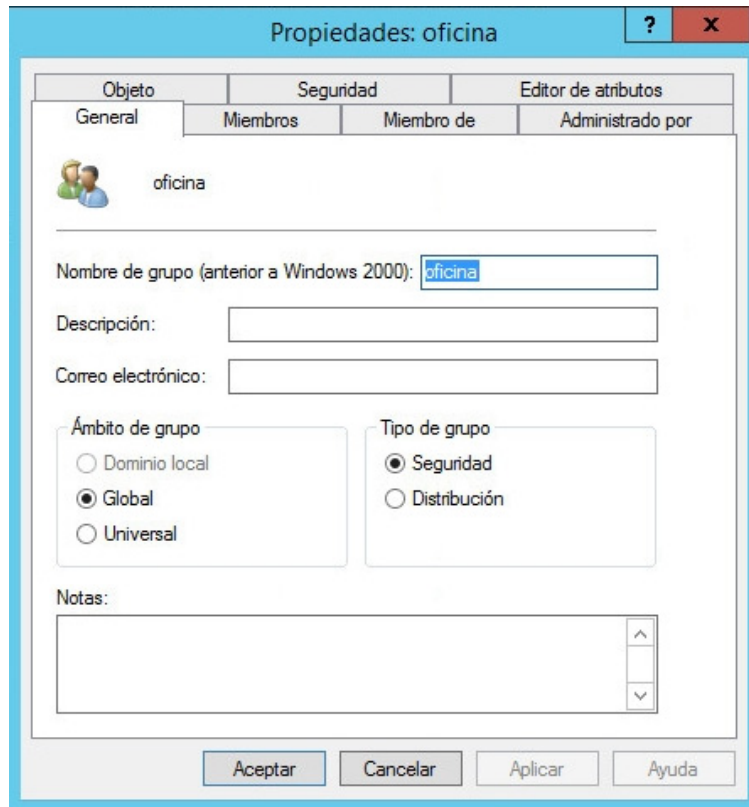 Propiedades: oficina
?
x
Objeto
Seguridad
Editor de atributos
General
Miembros
Miembro de
Administrado por
oficina
Nombre de grupo (anterior a Windows 2000): oficina
Descripción:
Correo electrónico:
Ámbito de grupo
Dominio local
Global
Universal
Tipo de grupo
Seguridad
Distribución
Notas:
Aceptar
Cancelar
Aplicar
Ayuda